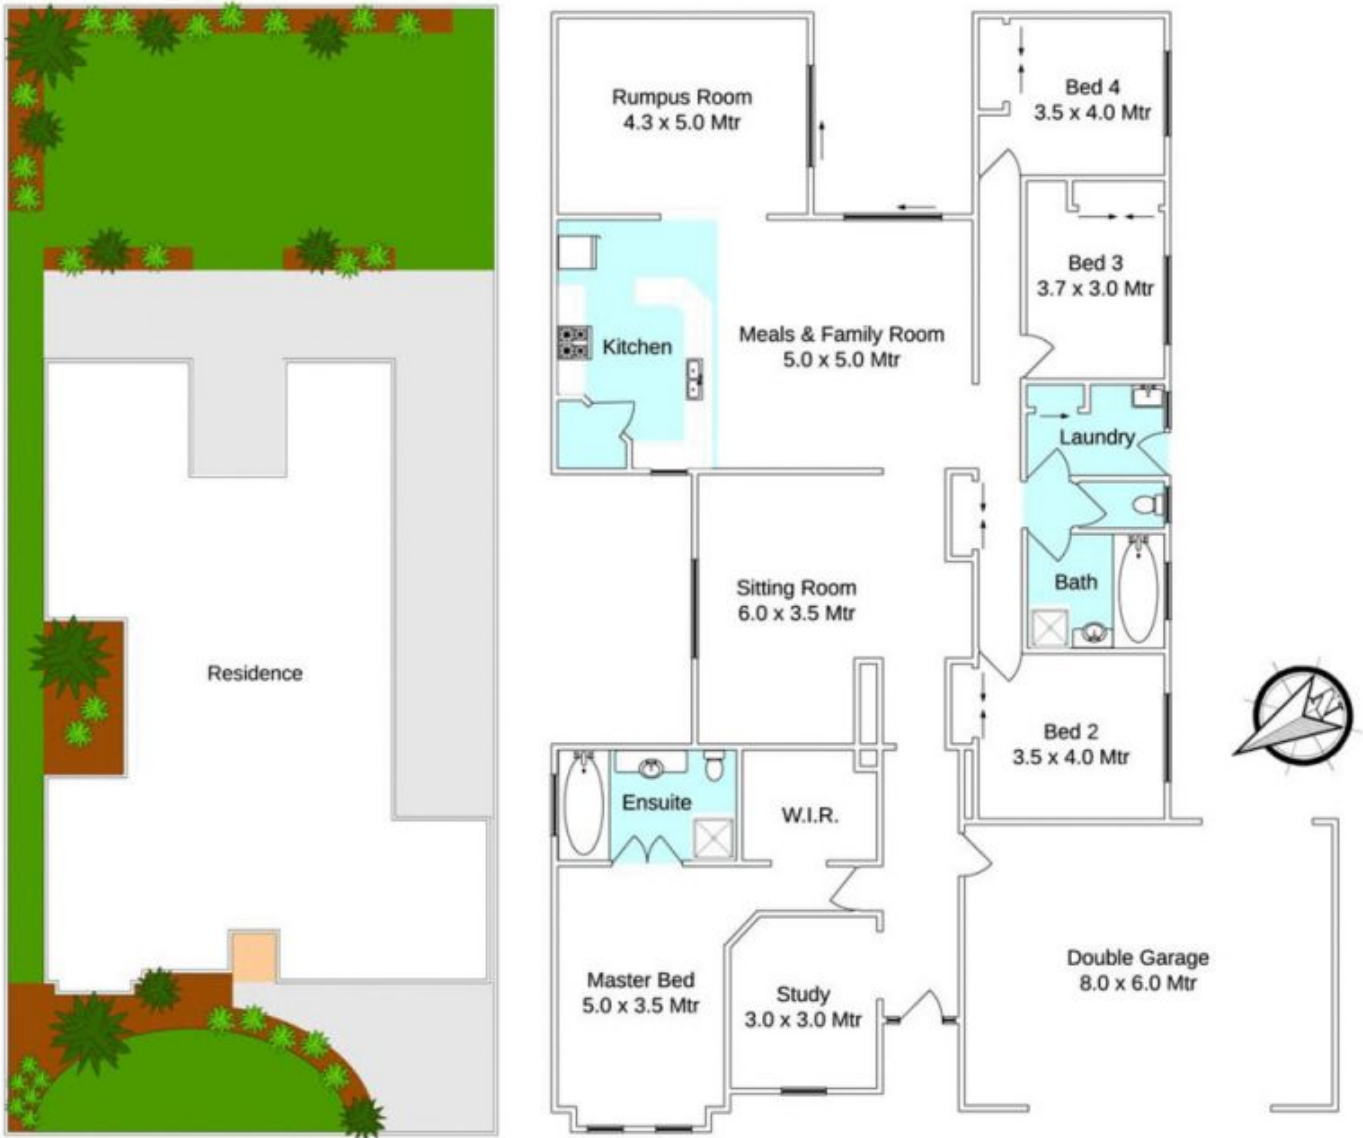 Residence
Rumpus Room
4.3 x 5.0 Mtr
Bed 4
3.5 x 4.0 Mtr
Bed 3
3.7 x 3.0 Mtr
Kitchen
Meals & Family Room
5.0 x 5.0 Mtr
Laundry
Sitting Room
6.0 x 3.5 Mtr
Bath
Bed 2
3.5 x 4.0 Mtr
Ensuite
W.I.R.
Master Bed
5.0 x 3.5 Mtr
Study
3.0 x 3.0 Mtr
Double Garage
8.0 x 6.0 Mtr